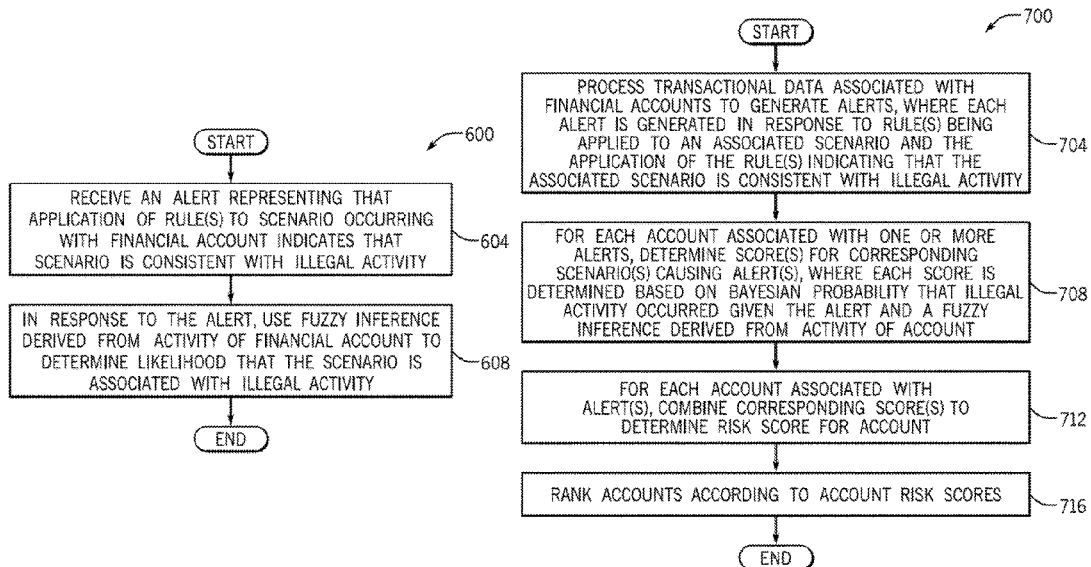 600
START
RECEIVE AN ALERT REPRESENTING THAT
APPLICATION OF RULE(S) TO SCENARIO OCCURRING
WITH FINANCIAL ACCOUNT INDICATES THAT
SCENARIO IS CONSISTENT WITH ILLEGAL ACTIVITY
604
IN RESPONSE TO THE ALERT, USE FUZZY INFERENCE
DERIVED FROM ACTIVITY OF FINANCIAL ACCOUNT TO
DETERMINE LIKELIHOOD THAT THE SCENARIO IS
ASSOCIATED WITH ILLEGAL ACTIVITY
608
END
700
START
PROCESS TRANSACTIONAL DATA ASSOCIATED WITH
FINANCIAL ACCOUNTS TO GENERATE ALERTS, WHERE EACH
ALERT IS GENERATED IN RESPONSE TO RULE(S) BEING
APPLIED TO AN ASSOCIATED SCENARIO AND THE
APPLICATION OF THE RULE(S) INDICATING THAT THE
ASSOCIATED SCENARIO IS CONSISTENT WITH ILLEGAL ACTIVITY
704
FOR EACH ACCOUNT ASSOCIATED WITH ONE OR MORE
ALERTS, DETERMINE SCORE(S) FOR CORRESPONDING
SCENARIO(S) CAUSING ALERT(S), WHERE EACH SCORE IS
DETERMINED BASED ON BAYESIAN PROBABILITY THAT ILLEGAL
ACTIVITY OCCURRED GIVEN THE ALERT AND A FUZZY
INFERENCE DERIVED FROM ACTIVITY OF ACCOUNT
708
FOR EACH ACCOUNT ASSOCIATED WITH
ALERT(S), COMBINE CORRESPONDING SCORE(S) TO
DETERMINE RISK SCORE FOR ACCOUNT
712
RANK ACCOUNTS ACCORDING TO ACCOUNT RISK SCORES
716
END